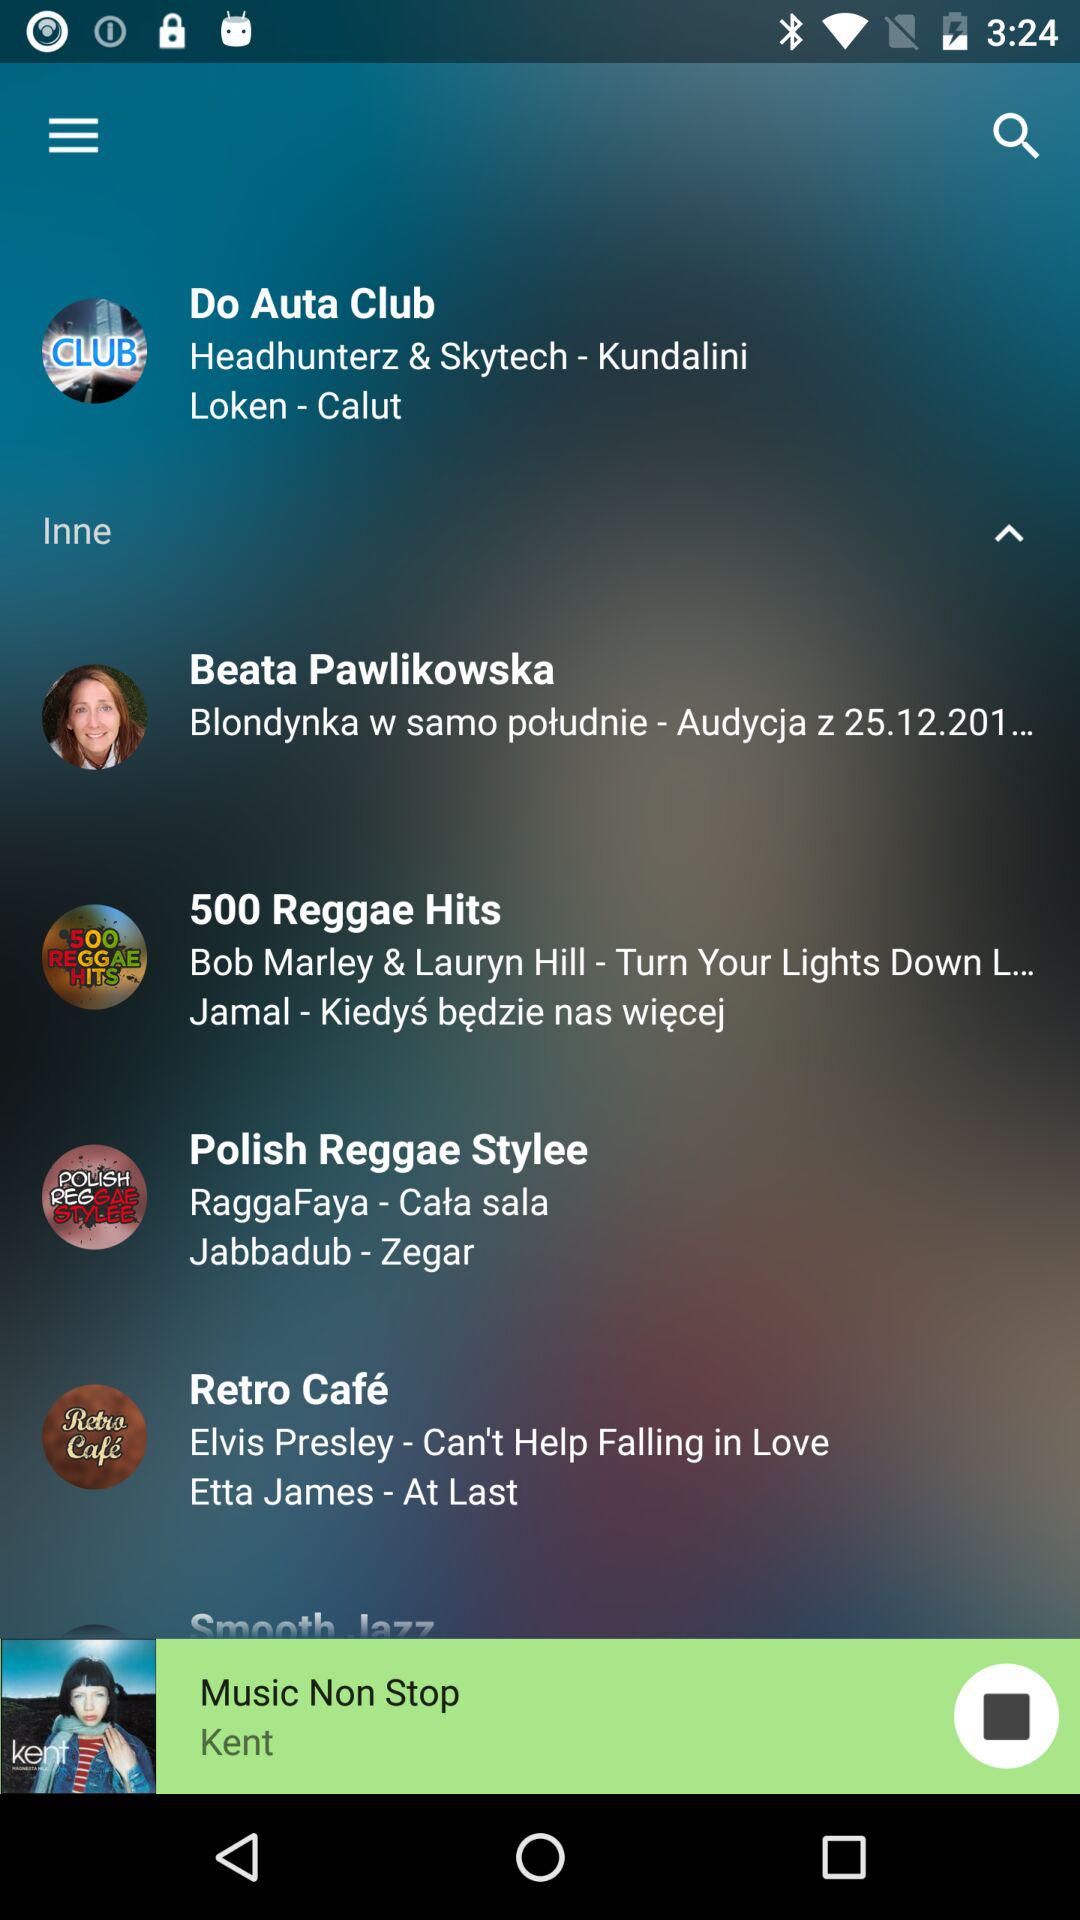 3:24
CLUB
Do Auta Club
Headhunterz & Skytech - Kundalini
Loken - Calut
Inne
Beata Pawlikowska
Blondynka w samo południe - Audycja z 25.12.201…
500
REGGAE
HITS
500 Reggae Hits
Bob Marley & Lauryn Hill - Turn Your Lights Down L…
Jamal - Kiedyś będzie nas więcej
POLISH
REGGAE
STYLEE
Polish Reggae Stylee
RaggaFaya - Cała sala
Jabbadub - Zegar
Retro
Café
Retro Café
Elvis Presley - Can't Help Falling in Love
Etta James - At Last
Smooth Jazz
kent
Music Non Stop
Kent